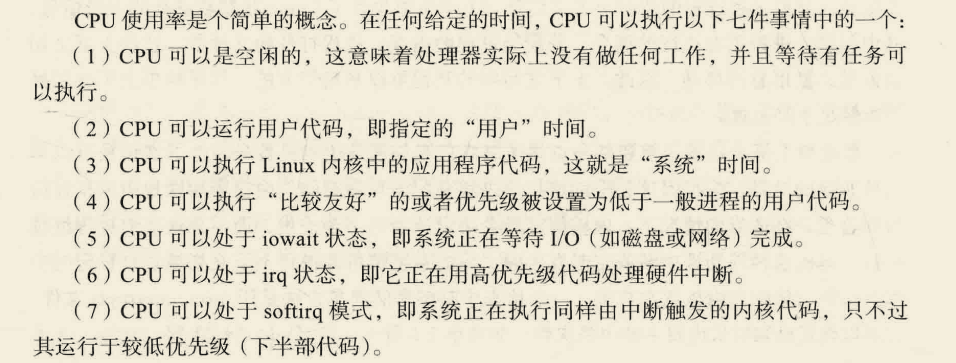 CPU 使用率是个简单的概念。在任何给定的时间，CPU 可以执行以下七件事情中的一个：
（1）CPU 可以是空闲的，这意味着处理器实际上没有做任何工作，并且等待有任务可
以执行。
（2）CPU 可以运行用户代码，即指定的“用户”时间。
（3）CPU 可以执行 Linux 内核中的应用程序代码，这就是“系统”时间。
（4）CPU 可以执行“比较友好”的或者优先级被设置为低于一般进程的用户代码。
（5）CPU 可以处于 iowait 状态，即系统正在等待 I/O（如磁盘或网络）完成。
（6）CPU 可以处于 irq 状态，即它正在用高优先级代码处理硬件中断。
（7）CPU 可以处于 softirq 模式，即系统正在执行同样由中断触发的内核代码，只不过
其运行于较低优先级（下半部代码）。